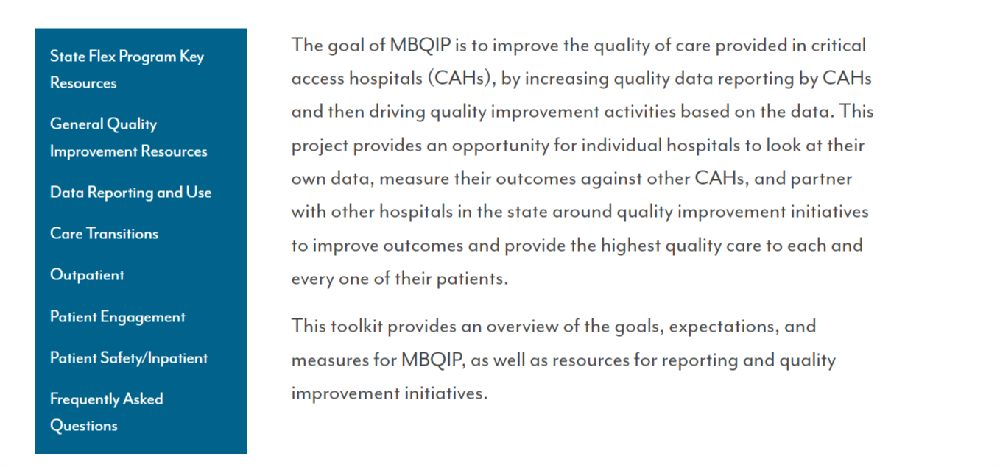 State Flex Program Key
Resources
General Quality
Improvement Resources
Data Reporting and Use
Care Transitions
Outpatient
Patient Engagement
Patient Safety/Inpatient
Frequently Asked
Questions
The goal of MBQIP is to improve the quality of care provided in critical
access hospitals (CAHs), by increasing quality data reporting by CAHs
and then driving quality improvement activities based on the data. This
project provides an opportunity for individual hospitals to look at their
own data, measure their outcomes against other CAHs, and partner
with other hospitals in the state around quality improvement initiatives
to improve outcomes and provide the highest quality care to each and
every one of their patients.
This toolkit provides an overview of the goals, expectations, and
measures for MBQIP, as well as resources for reporting and quality
improvement initiatives.